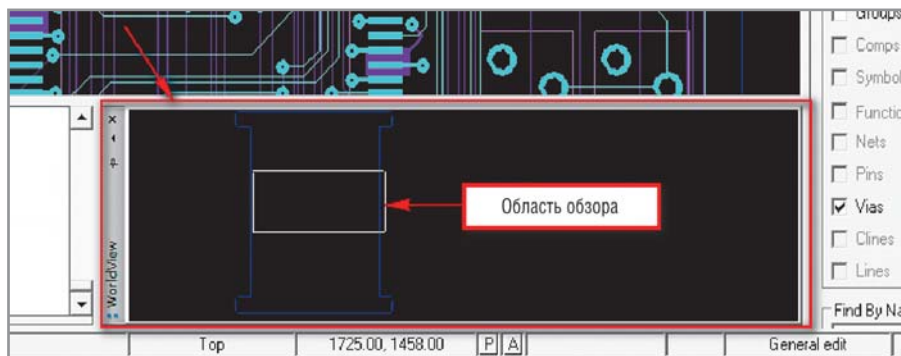 Groups
Comps
Symbol
Functio
Nets
Pins
Vias
Clines
Lines
Find By Na
WorldView
Область обзора
Top
1725.00, 1458.00
P A
General edit